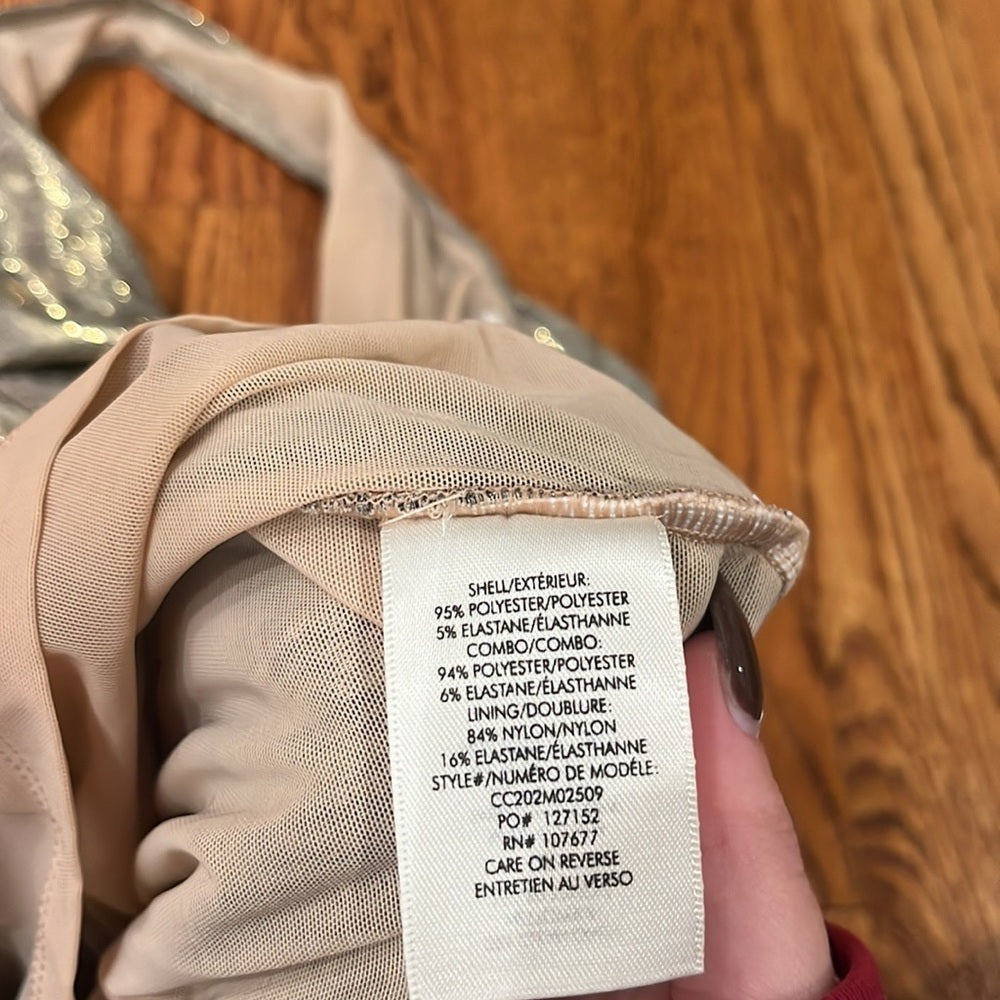 SHELL/EXTÉRIEUR:
95% POLYESTER/POLYESTER
5% ELASTANE/ÉLASTHANNE
COMBO/COMBO:
94% POLYESTER/POLYESTER
6% ELASTANE/ÉLASTHANNE
LINING/DOUBLURE:
84% NYLON/NYLON
16% ELASTANE/ÉLASTHANNE
STYLE#/NUMÉRO DE MODÉLE:
CC202M02509
PO# 127152
RN# 107677
CARE ON REVERSE
ENTRETIEN AU VERSO